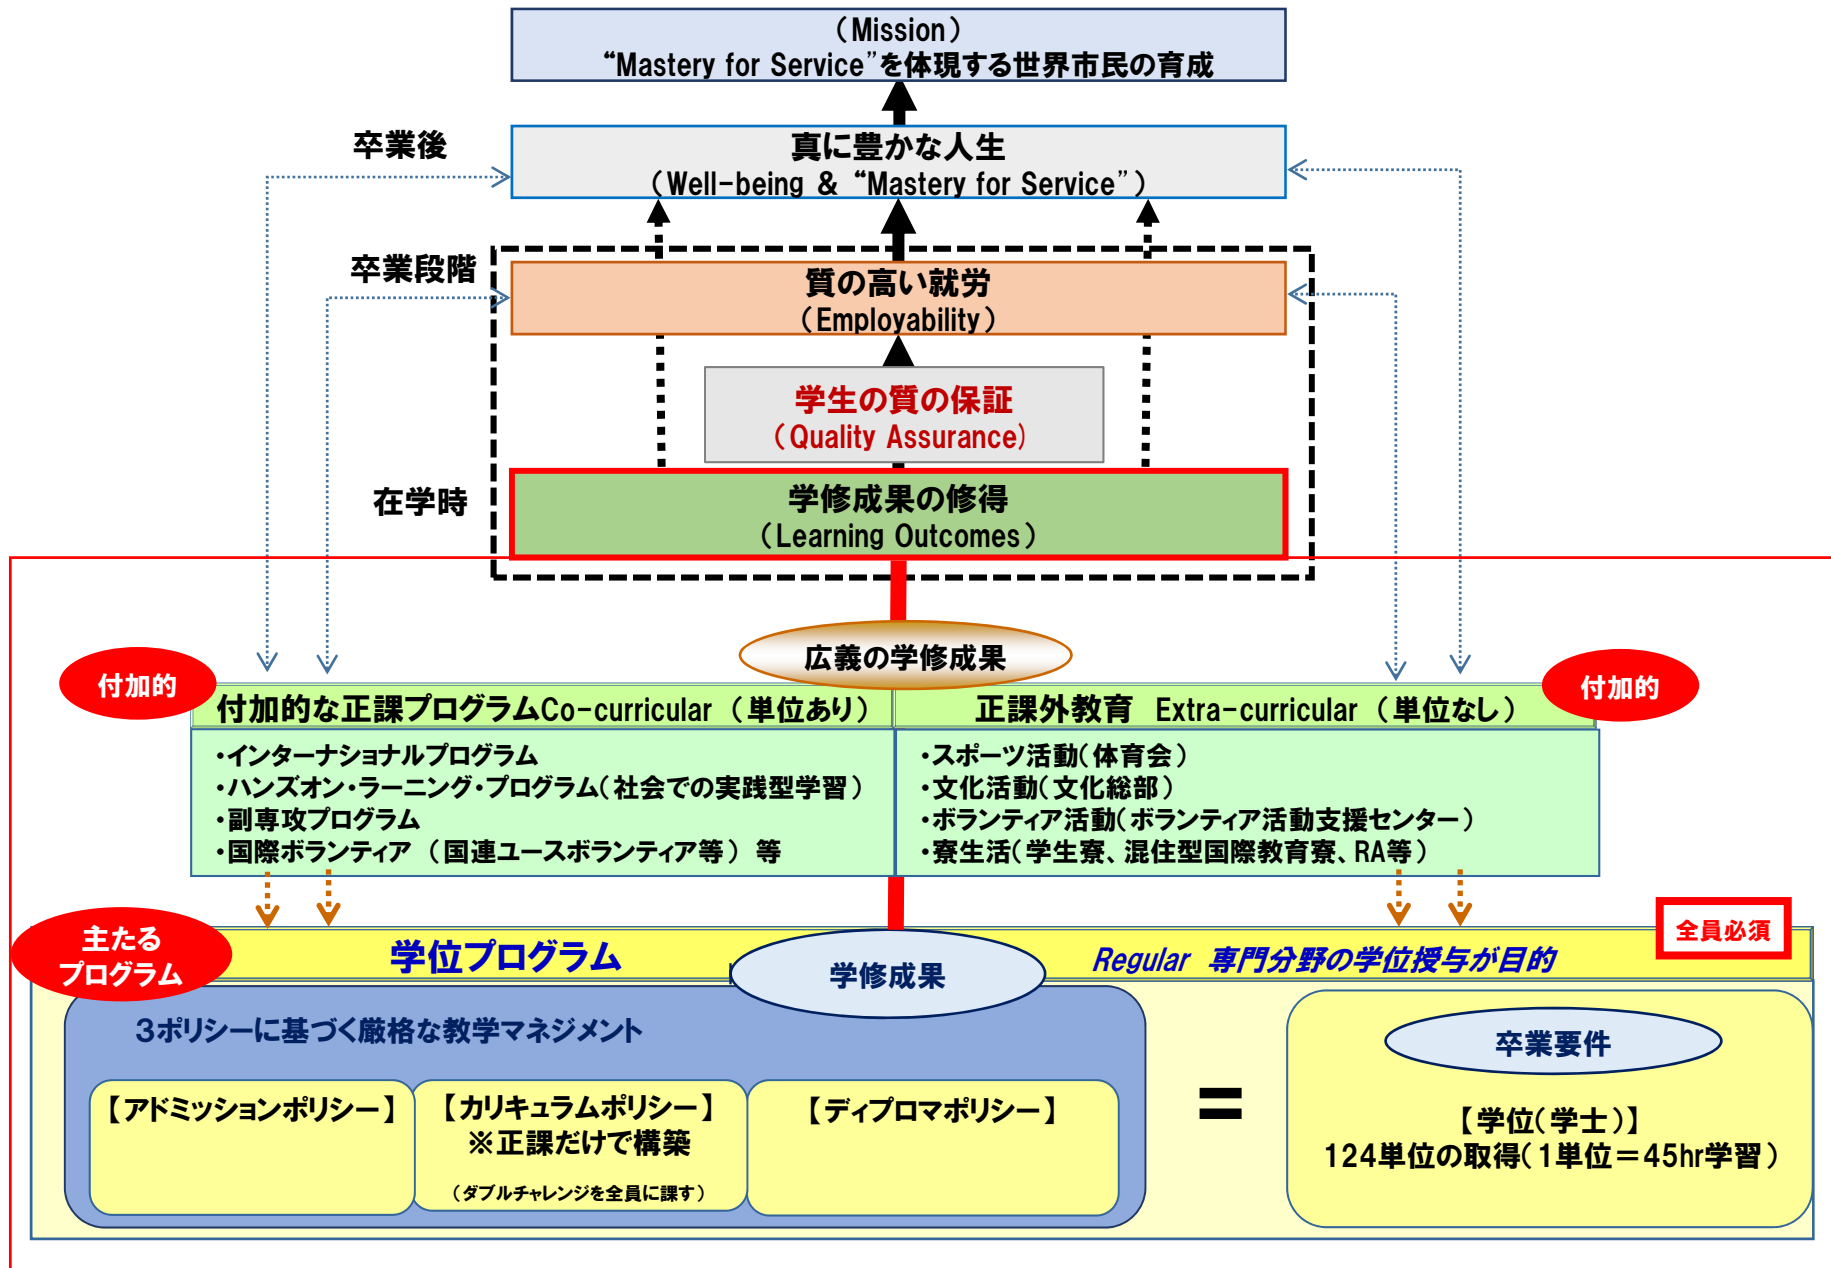 （Mission）
“Mastery for Service”を体現する世界市民の育成
卒業後
真に豊かな人生
（Well-being ＆ “Mastery for Service”）
卒業段階
質の高い就労
（Employability）
学生の質の保証
（Quality Assurance）
在学時
学修成果の修得
（Learning Outcomes）
広義の学修成果
付加的
付加的
付加的な正課プログラムCo-curricular（単位あり）
正課外教育 Extra-curricular（単位なし）
・インターナショナルプログラム
・ハンズオン・ラーニング・プログラム（社会での実践型学習）
・副専攻プログラム
・国際ボランティア（国連ユースボランティア等）等
・スポーツ活動（体育会）
・文化活動（文化総部）
・ボランティア活動（ボランティア活動支援センター）
・寮生活（学生寮、混住型国際教育寮、RA等）
全員必須
主たる
プログラム
学位プログラム
学修成果
Regular 専門分野の学位授与が目的
３ポリシーに基づく厳格な教学マネジメント
【アドミッションポリシー】
【カリキュラムポリシー】
※正課だけで構築
（ダブルチャレンジを全員に課す）
【ディプロマポリシー】
＝
卒業要件
【学位（学士）】
124単位の取得（1単位＝45hr学習）